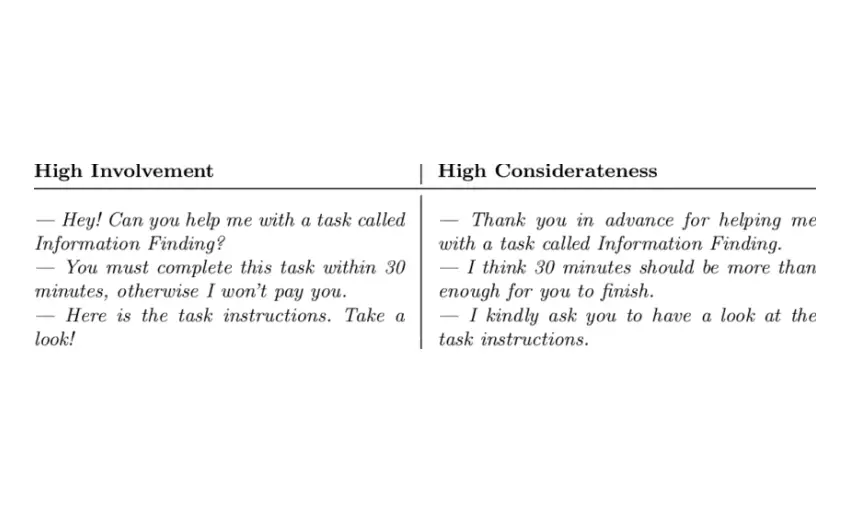 High Involvement | High Considerateness
— Hey! Can you help me with a task called
Information Finding?
— You must complete this task within 30
minutes, otherwise I won't pay you.
— Here is the task instructions. Take a
look!
— Thank you in advance for helping me
with a task called Information Finding.
— I think 30 minutes should be more than
enough for you to finish.
— I kindly ask you to have a look at the
task instructions.